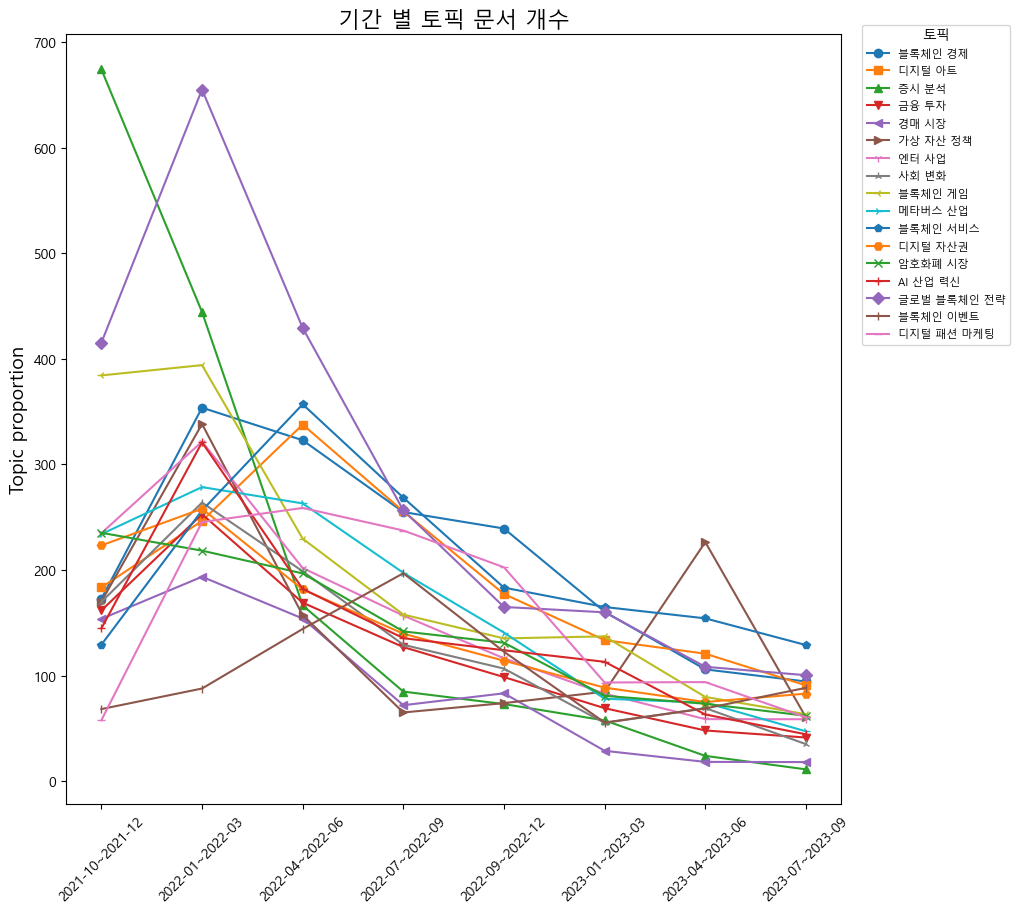 기간 별 토픽 문서 개수
Topic proportion
700
600
500
400
300
200
100
0
2021-10~2021-12
2022-01~2022-03
2022-04~2022-06
2022-07~2022-09
2022-09~2022-12
2023-01~2023-03
2023-04~2023-06
2023-07~2023-09
토픽
블록체인 경제
디지털 아트
증시 분석
금융 투자
경매 시장
가상 자산 정책
엔터 사업
사회 변화
블록체인 게임
메타버스 산업
블록체인 서비스
디지털 자산권
암호화폐 시장
AI 산업 력신
글로벌 블록체인 전략
블록체인 이벤트
디지털 패션 마케팅